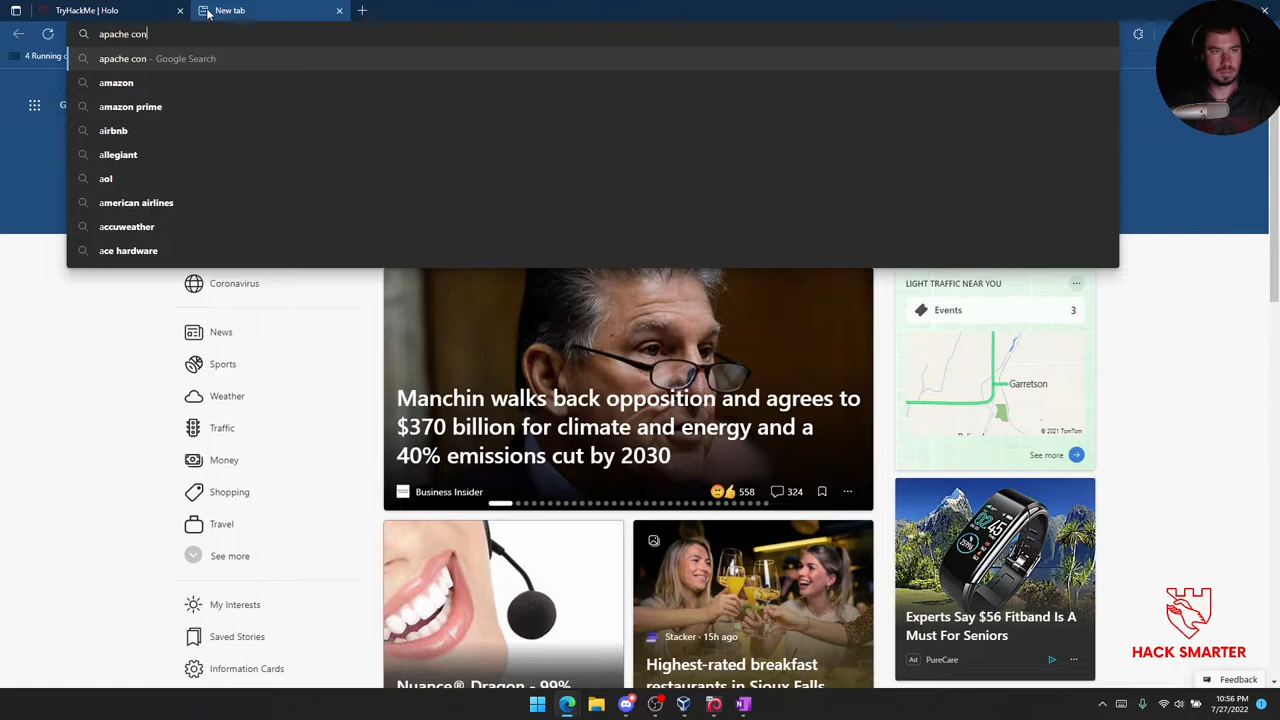 TryHackMe | Holo
New tab
apache con
4 Running
apache con - Google Search
amazon
amazon prime
airbnb
allegiant
aol
american airlines
accuweather
ace hardware
Coronavirus
News
Sports
Weather
Traffic
Money
Shopping
Travel
See more
My Interests
Saved Stories
Information Cards
Manchin walks back opposition and agrees to
$370 billion for climate and energy and a
40% emissions cut by 2030
Business Insider
558
324
LIGHT TRAFFIC NEAR YOU
Events
3
Garretson
© 2021 TomTom
See more
Nuance® Dragon - 99%
Stacker · 15h ago
Highest-rated breakfast
restaurants in Sioux Falls
Experts Say $56 Fitband Is A
Must For Seniors
Ad
PureCare
HACK SMARTER
Feedback
10:56 PM
7/27/2022